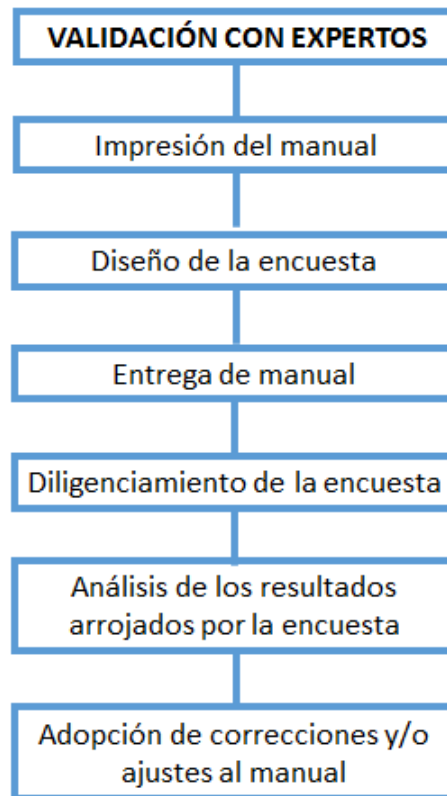 VALIDACIÓN CON EXPERTOS
Impresión del manual
Diseño de la encuesta
Entrega de manual
Diligenciamiento de la encuesta
Análisis de los resultados
arrojados por la encuesta
Adopción de correcciones y/o
ajustes al manual